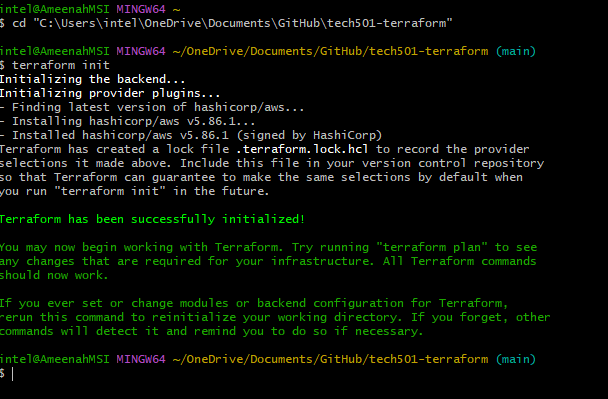 intel@AmeenahMSI MINGW64 ~
$ cd "C:\Users\intel\OneDrive\Documents\GitHub\tech501-terraform"
intel@AmeenahMSI MINGW64 ~/OneDrive/Documents/GitHub/tech501-terraform (main)
$ terraform init
Initializing the backend...
Initializing provider plugins...
- Finding latest version of hashicorp/aws...
- Installing hashicorp/aws v5.86.1...
- Installed hashicorp/aws v5.86.1 (signed by HashiCorp)
Terraform has created a lock file .terraform.lock.hcl to record the provider
selections it made above. Include this file in your version control repository
so that Terraform can guarantee to make the same selections by default when
you run "terraform init" in the future.
Terraform has been successfully initialized!
You may now begin working with Terraform. Try running "terraform plan" to see
any changes that are required for your infrastructure. All Terraform commands
should now work.
If you ever set or change modules or backend configuration for Terraform,
rerun this command to reinitialize your working directory. If you forget, other
commands will detect it and remind you to do so if necessary.
intel@AmeenahMSI MINGW64 ~/OneDrive/Documents/GitHub/tech501-terraform (main)
$